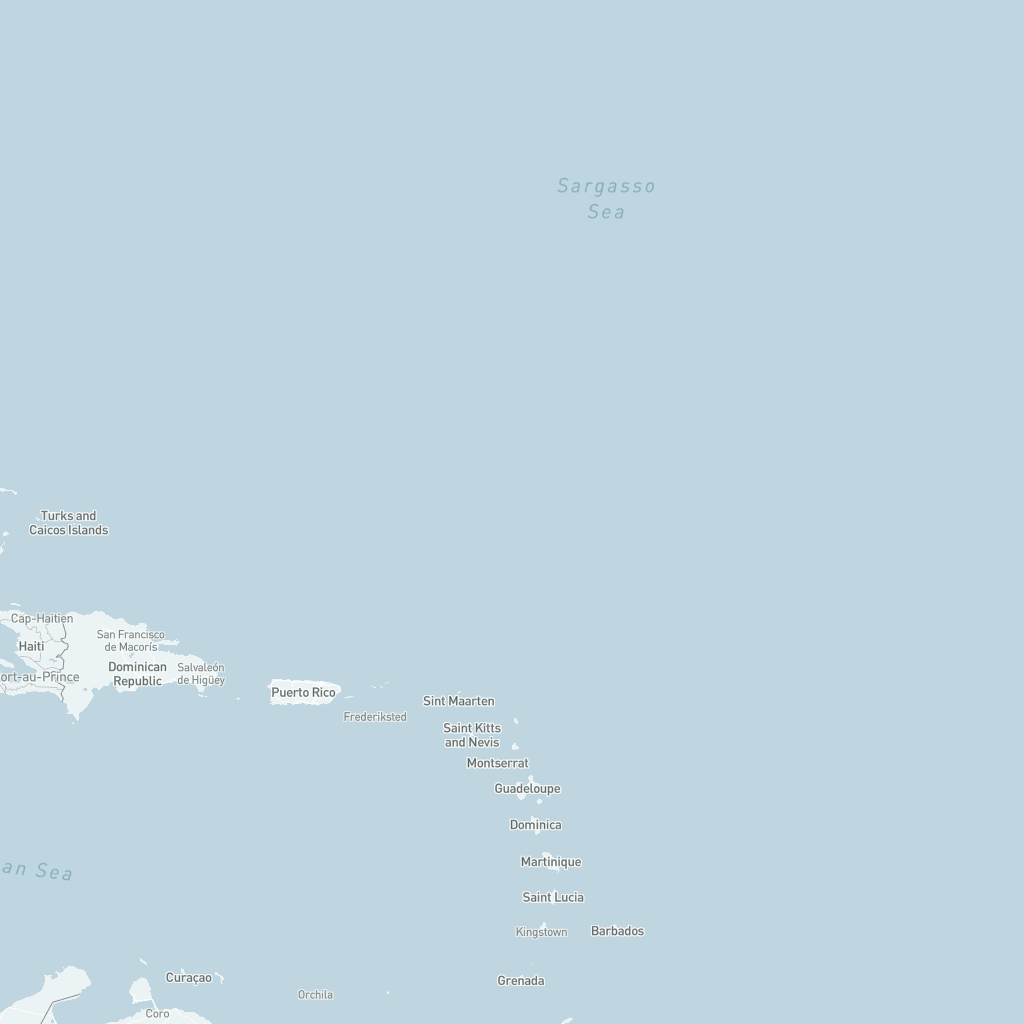 Sargasso
Sea
Turks and
Caicos Islands
Cap-Haitien
San Francisco
de Macorís
Haiti
Dominican
Republic
Salvaleón
de Higüey
ort-au-Prince
Puerto Rico
Sint Maarten
Frederiksted
Saint Kitts
and Nevis
Montserrat
Guadeloupe
Dominica
Martinique
an Sea
Saint Lucia
Kingstown
Barbados
Curaçao
Grenada
Orchila
Coro